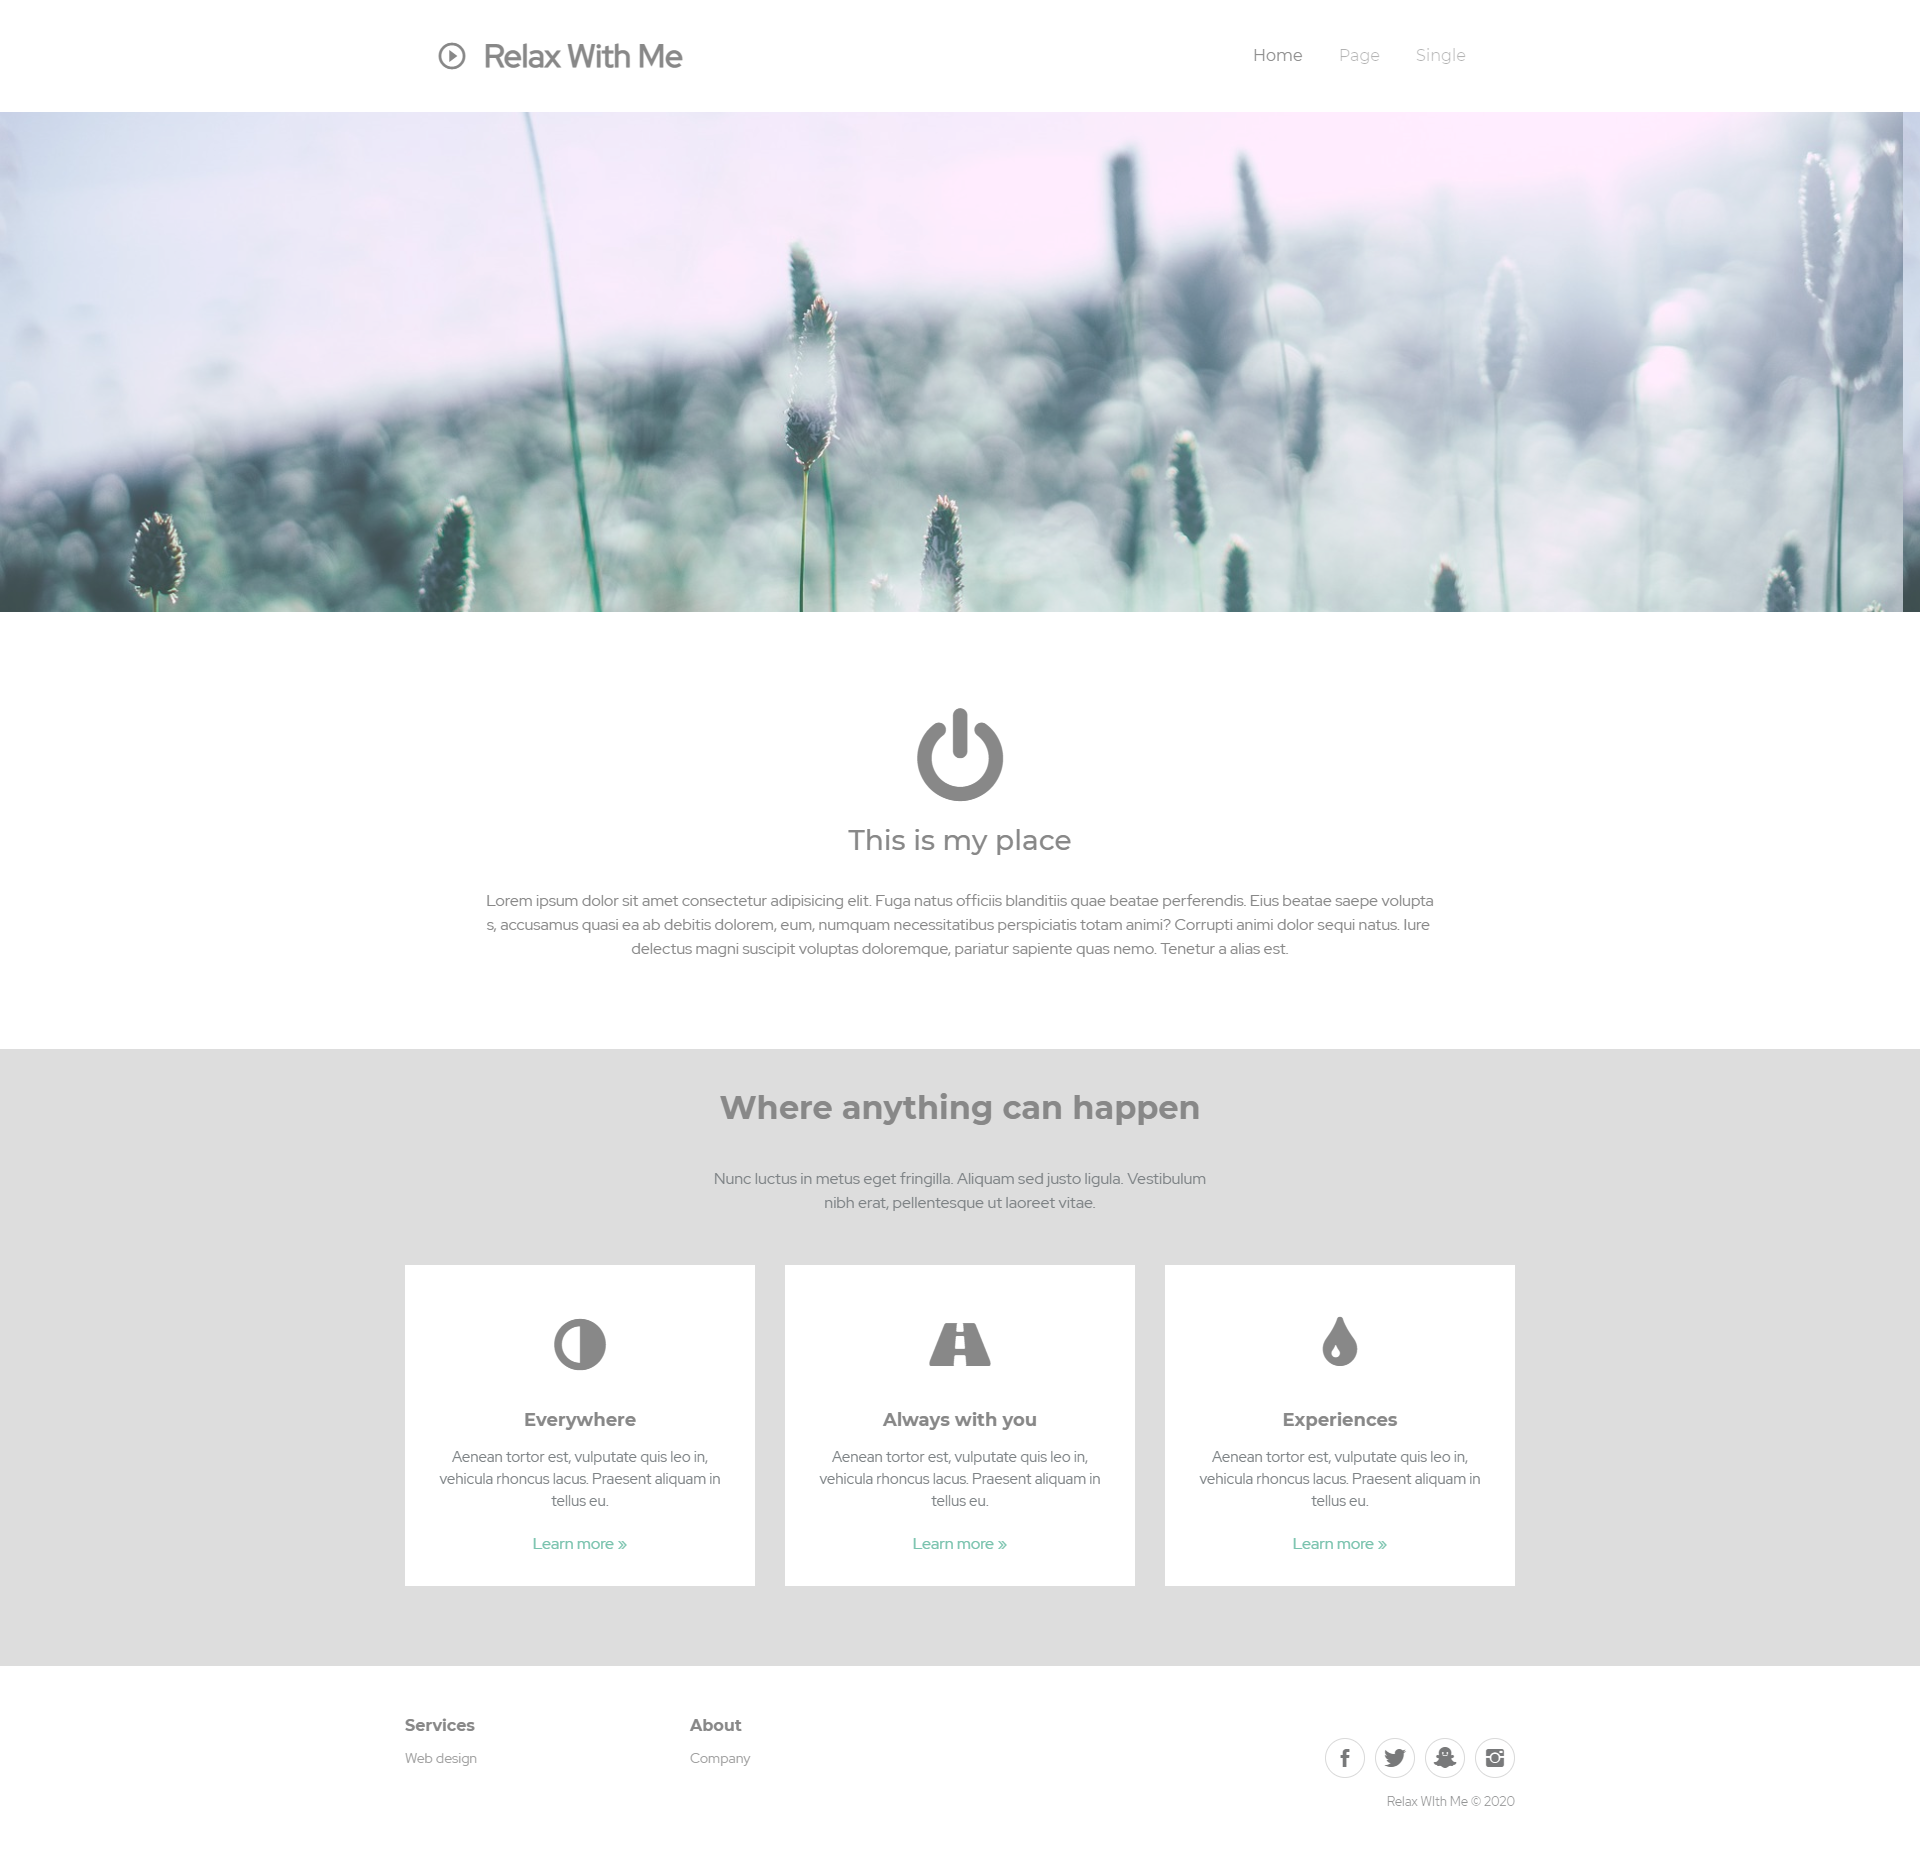 Relax With Me
Home Page Single
This is my place
Lorem ipsum dolor sit amet consectetur adipisicing elit. Fuga natus officiis blanditiis quae beatae perferendis. Eius beatae saepe volupta
s, accusamus quasi ea ab debitis dolorem, eum, numquam necessitatibus perspiciatis totam animi? Corrupti animi dolor sequi natus. Iure
delectus magni suscipit voluptas doloremque, pariatur sapiente quas nemo. Tenetur a alias est.
Where anything can happen
Nunc luctus in metus eget fringilla. Aliquam sed justo ligula. Vestibulum
nibh erat, pellentesque ut laoreet vitae.
Everywhere
Aenean tortor est, vulputate quis leo in,
vehicula rhoncus lacus. Praesent aliquam in
tellus eu.
Learn more »
Always with you
Aenean tortor est, vulputate quis leo in,
vehicula rhoncus lacus. Praesent aliquam in
tellus eu.
Learn more »
Experiences
Aenean tortor est, vulputate quis leo in,
vehicula rhoncus lacus. Praesent aliquam in
tellus eu.
Learn more »
Services
Web design
About
Company
Relax WIth Me © 2020